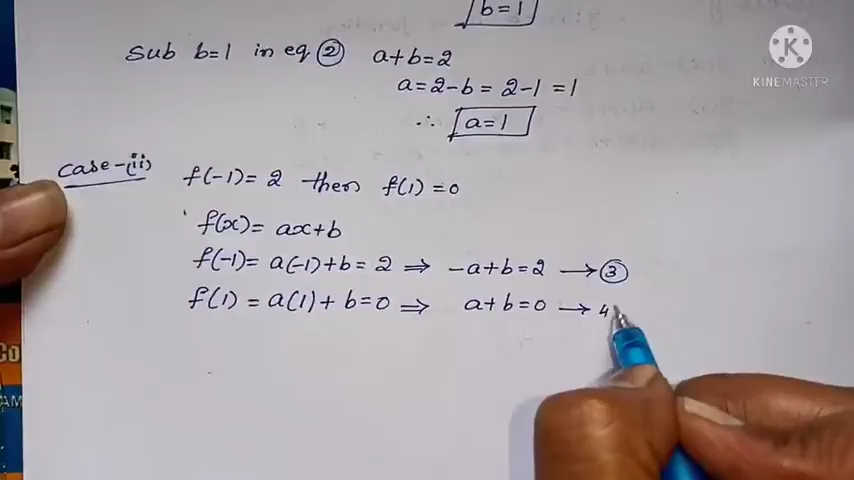 b=1
Sub b=1 in eq ② a+b=2
a=2-b = 2-1 =1
∴ a=1
KINEMASTER
Case-(ii) f(-1)=2 then f(1)=0
f(x)= ax+b
f(-1)= a(-1)+b=2 ⇒ -a+b=2 → ③
f(1) = a(1)+b=0 ⇒ a+b=0 → 4